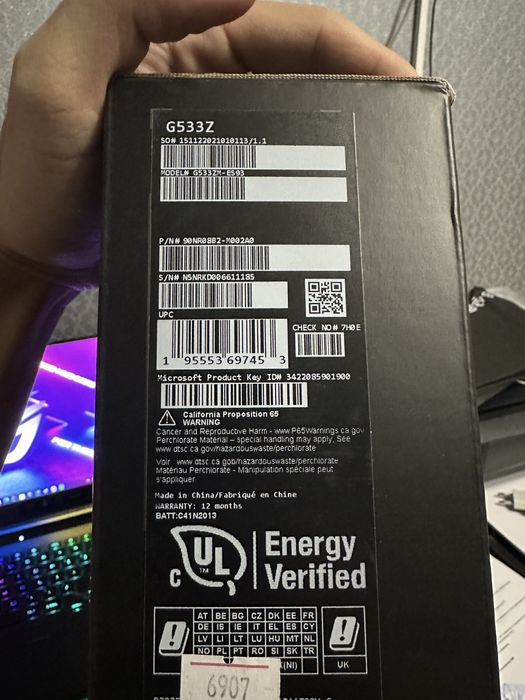 G533Z
SO# 151122021010113/1.1
MODEL# G533ZM-ES93
P/N# 90NR08B2-M002A0
S/N# N5NRKD006611185
UPC
CHECK NO# 7H0E
1 95553 69745 3
Microsoft Product Key ID# 3422085901900
California Proposition 65
WARNING
Cancer and Reproductive Harm - www.P65Warnings.ca.gov
Perchlorate Material – special handling may apply, See
www.dtsc.ca.gov/hazardouswaste/perchlorate
Voir www.dtsc.ca.gob/hazardouswaste/perchlorate
Matériau Perchlorate - Manipulation spéciale peut
s'appliquer
Made in China/Fabriqué en Chine
WARRANTY: 12 months
BATT:C41N2013
C UL TM Energy
Verified
AT BE BG CZ DK EE FR
DE IS IE IT EL ES CY
LV LI LT LU HU MT NL
NO PL PT RO SI SK TR
(NI)
UK
6907